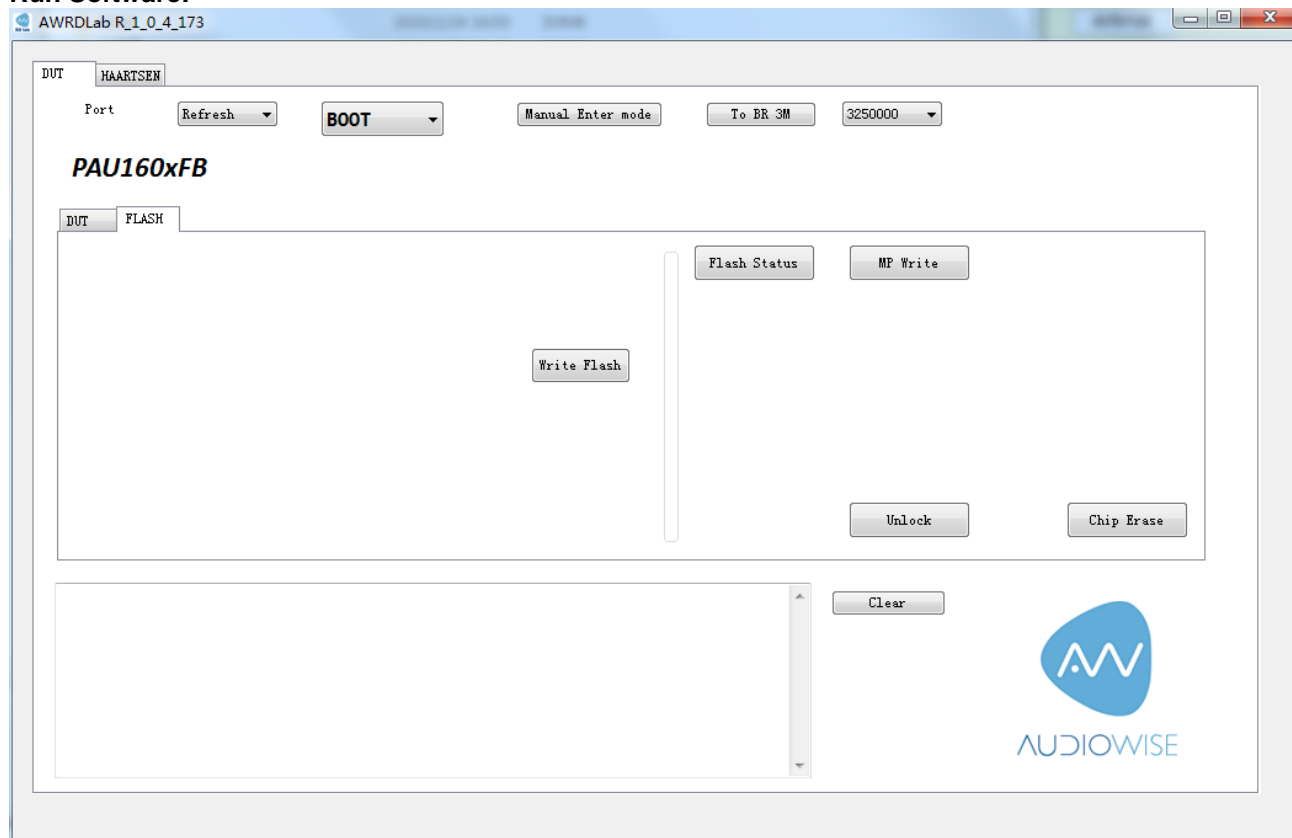 Run Software.
AWRDLab R_1_0_4_173
DUT HAARTSEN
Port Refresh BOOT Manual Enter mode To BR 3M 3250000
PAU160xFB
DUT FLASH
Flash Status MP Write
Write Flash
Unlock Chip Erase
Clear
AW
AUDIOWISE